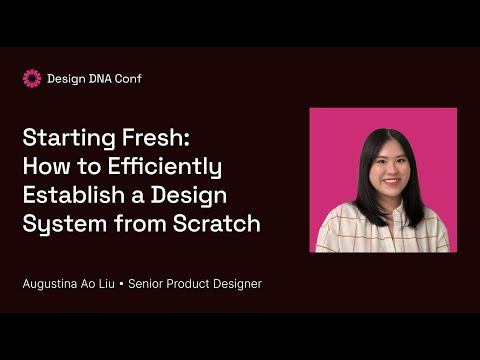 Design DNA Conf
Starting Fresh:
How to Efficiently
Establish a Design
System from Scratch
Augustina Ao Liu • Senior Product Designer